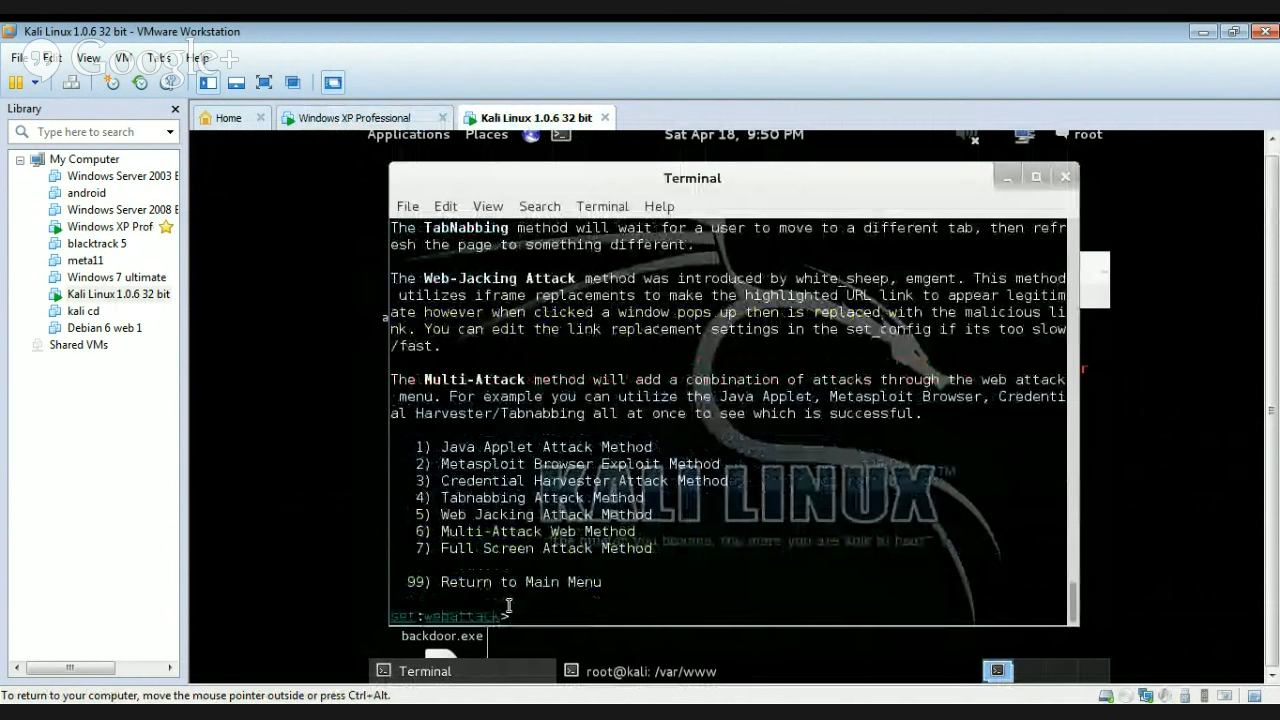 Kali Linux 1.0.6 32 bit - VMware Workstation
File Edit View VM Tabs Help
Google+
Library
Type here to search
My Computer
Windows Server 2003 E
android
Windows Server 2008 E
Windows XP Prof
blacktrack 5
meta11
Windows 7 ultimate
Kali Linux 1.0.6 32 bit
kali cd
Debian 6 web 1
Shared VMs
Home
Windows XP Professional
Kali Linux 1.0.6 32 bit
Applications Places Sat Apr 18, 9:50 PM root
Terminal
File Edit View Search Terminal Help
The TabNabbing method will wait for a user to move to a different tab, then refr
esh the page to something different.
The Web-Jacking Attack method was introduced by white_sheep, emgent. This method
utilizes iframe replacements to make the highlighted URL link to appear legitim
ate however when clicked a window pops up then is replaced with the malicious li
nk. You can edit the link replacement settings in the set_config if its too slow
/fast.
The Multi-Attack method will add a combination of attacks through the web attack
menu. For example you can utilize the Java Applet, Metasploit Browser, Credenti
al Harvester/Tabnabbing all at once to see which is successful.
1) Java Applet Attack Method
2) Metasploit Browser Exploit Method
3) Credential Harvester Attack Method
4) Tabnabbing Attack Method
5) Web Jacking Attack Method
6) Multi-Attack Web Method
7) Full Screen Attack Method
99) Return to Main Menu
set:webattack>
KALI LINUX
backdoor.exe
Terminal
root@kali: /var/www
To return to your computer, move the mouse pointer outside or press Ctrl+Alt.